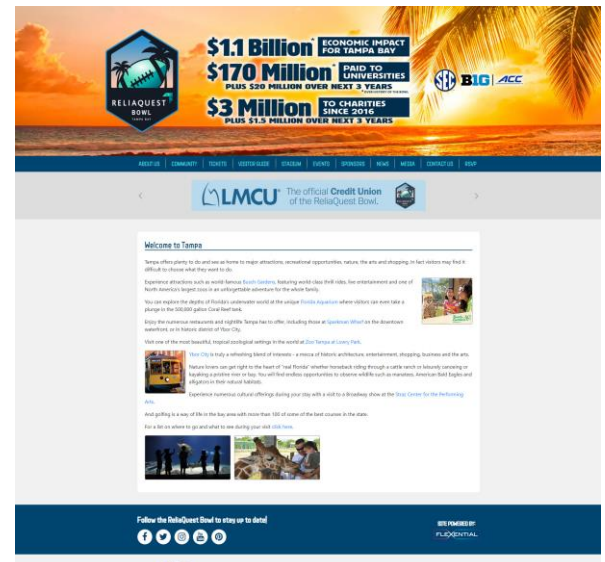 $1.1 Billion* ECONOMIC IMPACT FOR TAMPA BAY
$170 Million* PAID TO UNIVERSITIES
PLUS $20 MILLION OVER NEXT 3 YEARS
$3 Million TO CHARITIES SINCE 2016
PLUS $1.5 MILLION OVER NEXT 3 YEARS
RELIAQUEST
BOWL
TAMPA BAY
SEC B1G ACC
ABOUT US | COMMUNITY | TICKETS | VISITOR GUIDE | STADIUM | EVENTS | SPONSORS | NEWS | MEDIA | CONTACT US | RSVP
LMCU The official Credit Union
of the ReliaQuest Bowl.
Welcome to Tampa
Tampa offers plenty to do and see as home to major attractions, recreational opportunities, nature, the arts and shopping. In fact visitors may find it
difficult to choose what they want to do.
Experience attractions such as world-famous Busch Gardens, featuring world-class thrill rides, live entertainment and one of
North America's largest zoos in an unforgettable adventure for the whole family.
You can explore the depths of Florida's underwater world at the unique Florida Aquarium where visitors can even take a
plunge in the 500,000 gallon Coral Reef tank.
Enjoy the numerous restaurants and nightlife Tampa has to offer, including those at Sparkman Wharf on the downtown
waterfront, or in historic district of Ybor City.
Visit one of the most beautiful, tropical zoological settings in the world at Zoo Tampa at Lowry Park.
Ybor City is truly a refreshing blend of interests - a mecca of historic architecture, entertainment, shopping, business and the arts.
Nature lovers can get right to the heart of 'real Florida' whether horseback riding through a cattle ranch or leisurely canoeing or
kayaking a pristine river or bay. You will find endless opportunities to observe wildlife such as manatees, American Bald Eagles and
alligators in their natural habitats.
Experience numerous cultural offerings during your stay with a visit to a Broadway show at the Straz Center for the Performing
Arts.
And golfing is a way of life in the bay area with more than 100 of some of the best courses in the state.
For a list on where to go and what to see during your visit click here.
Follow the ReliaQuest Bowl to stay up to date!
SITE POWERED BY:
FLEXENTIAL